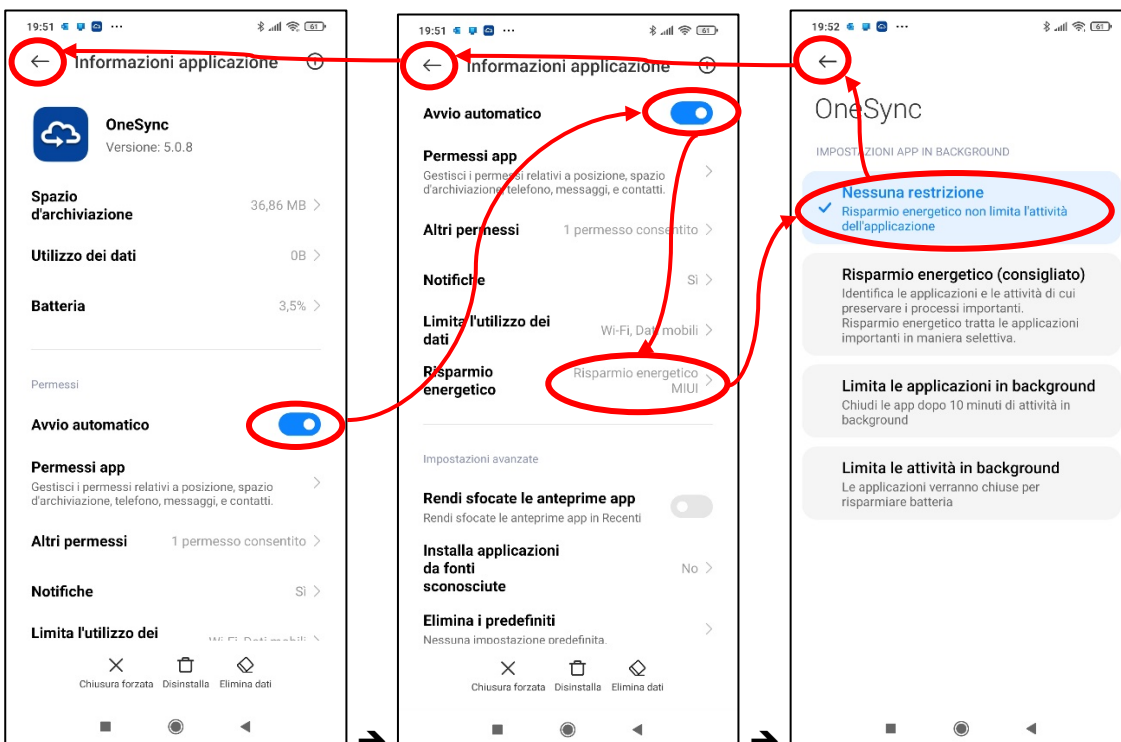 19:51
61
Informazioni applicazione
OneSync
Versione: 5.0.8
Spazio
d'archiviazione
36,86 MB
Utilizzo dei dati
0B
Batteria
3,5%
Permessi
Avvio automatico
Permessi app
Gestisci i permessi relativi a posizione, spazio
d'archiviazione, telefono, messaggi, e contatti.
Altri permessi
1 permesso consentito
Notifiche
Sì
Limita l'utilizzo dei
Wi-Fi, Dati mobili
Chiusura forzata
Disinstalla
Elimina dati
19:51
61
Informazioni applicazione
Avvio automatico
Permessi app
Gestisci i permessi relativi a posizione, spazio
d'archiviazione, telefono, messaggi, e contatti.
Altri permessi
1 permesso consentito
Notifiche
Sì
Limita l'utilizzo dei
dati
Wi-Fi, Dati mobili
Risparmio
energetico
Risparmio energetico
MIUI
Impostazioni avanzate
Rendi sfocate le anteprime app
Rendi sfocate le anteprime app in Recenti
Installa applicazioni
da fonti
sconosciute
No
Elimina i predefiniti
Nessuna impostazione predefinita.
Chiusura forzata
Disinstalla
Elimina dati
19:52
61
OneSync
IMPOSTAZIONI APP IN BACKGROUND
Nessuna restrizione
Risparmio energetico non limita l'attività
dell'applicazione
Risparmio energetico (consigliato)
Identifica le applicazioni e le attività di cui
preservare i processi importanti.
Risparmio energetico tratta le applicazioni
importanti in maniera selettiva.
Limita le applicazioni in background
Chiudi le app dopo 10 minuti di attività in
background
Limita le attività in background
Le applicazioni verranno chiuse per
risparmiare batteria